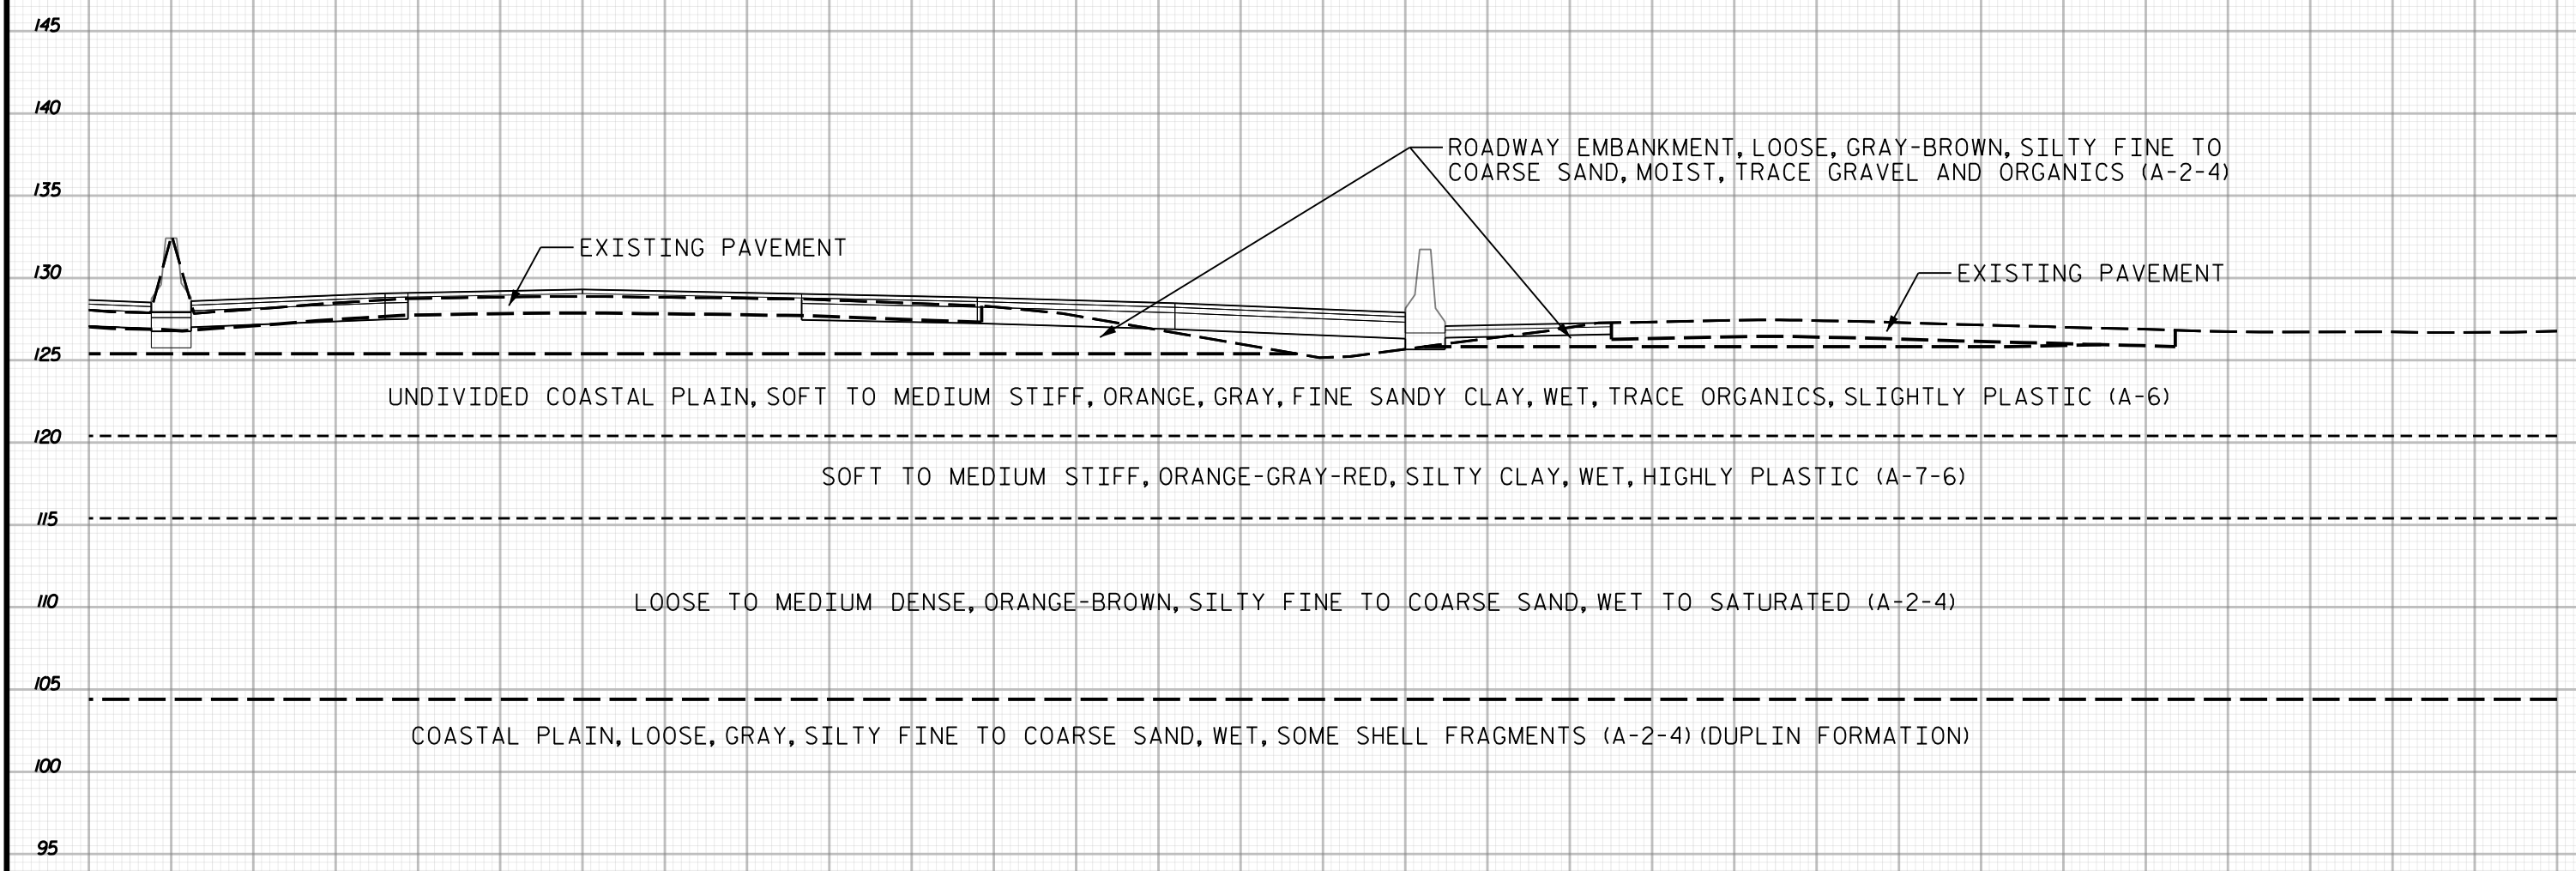 145
140
ROADWAY EMBANKMENT, LOOSE, GRAY-BROWN, SILTY FINE TO
COARSE SAND, MOIST, TRACE GRAVEL AND ORGANICS (A-2-4)
135
EXISTING PAVEMENT
130
EXISTING PAVEMENT
125
UNDIVIDED COASTAL PLAIN, SOFT TO MEDIUM STIFF, ORANGE, GRAY, FINE SANDY CLAY, WET, TRACE ORGANICS, SLIGHTLY PLASTIC (A-6)
120
SOFT TO MEDIUM STIFF, ORANGE-GRAY-RED, SILTY CLAY, WET, HIGHLY PLASTIC (A-7-6)
115
110
LOOSE TO MEDIUM DENSE, ORANGE-BROWN, SILTY FINE TO COARSE SAND, WET TO SATURATED (A-2-4)
105
COASTAL PLAIN, LOOSE, GRAY, SILTY FINE TO COARSE SAND, WET, SOME SHELL FRAGMENTS (A-2-4) (DUPLIN FORMATION)
100
95